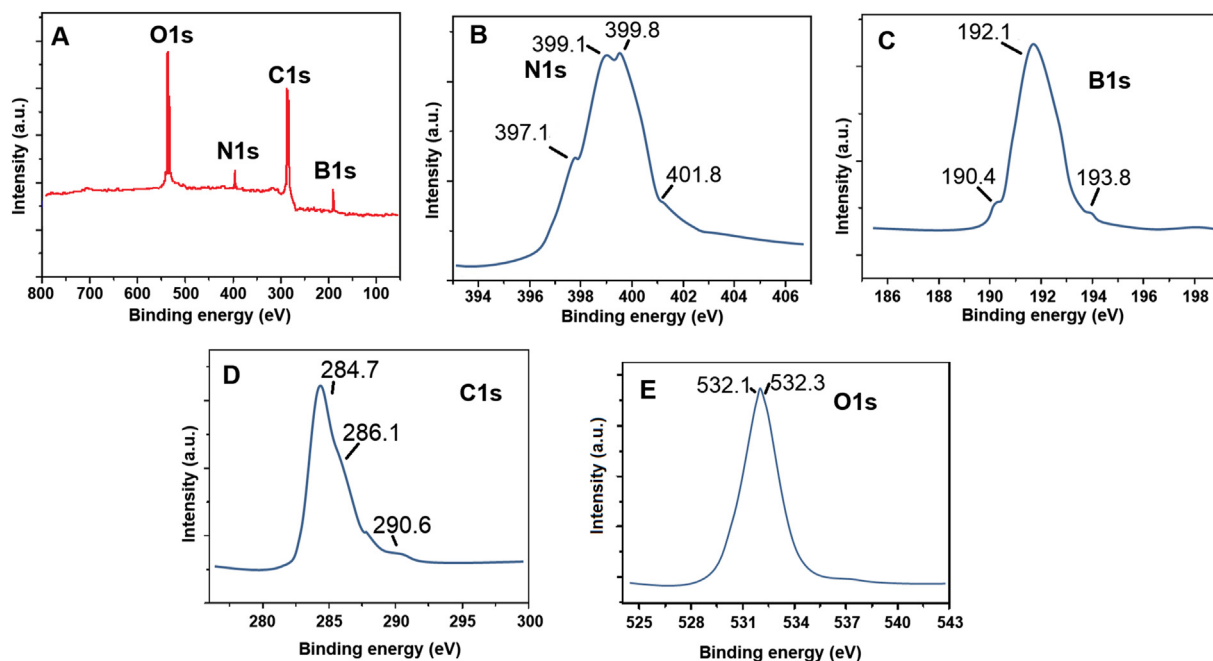 A
O1s
C1s
N1s
B1s
Intensity (a.u.)
800 700 600 500 400 300 200 100
Binding energy (eV)
B
399.1
399.8
N1s
397.1
401.8
Intensity (a.u.)
394 396 398 400 402 404 406
Binding energy (eV)
C
192.1
B1s
190.4
193.8
Intensity (a.u.)
186 188 190 192 194 196 198
Binding energy (eV)
D
284.7
C1s
286.1
290.6
Intensity (a.u.)
280 285 290 295 300
Binding energy (eV)
E
532.1
532.3
O1s
Intensity (a.u.)
525 528 531 534 537 540 543
Binding energy (eV)